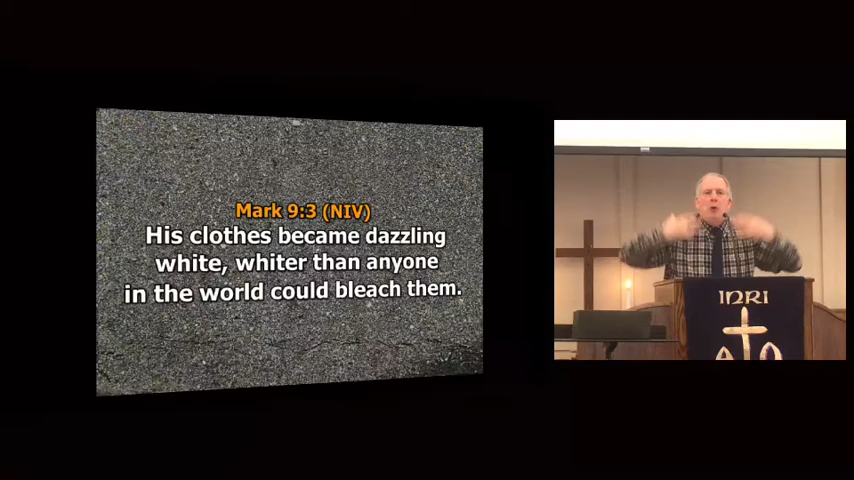 Mark 9:3 (NIV)
His clothes became dazzling
white, whiter than anyone
in the world could bleach them.
INRI
ΑΩ